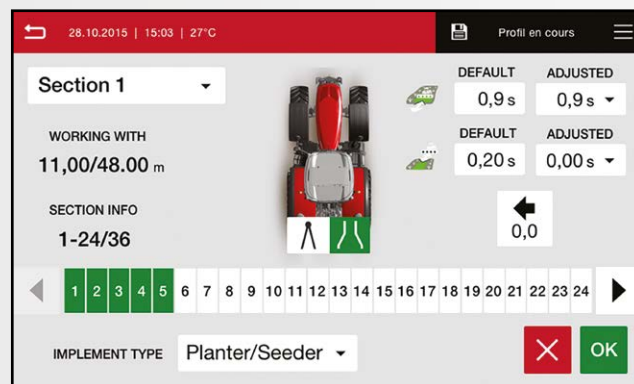 28.10.2015 | 15:03 | 27°C
Profil en cours
Section 1
DEFAULT ADJUSTED
0,9 s 0,9 s
WORKING WITH
11,00/48.00 m
DEFAULT ADJUSTED
0,20 s 0,00 s
SECTION INFO
1-24/36
0,0
1 2 3 4 5 6 7 8 9 10 11 12 13 14 15 16 17 18 19 20 21 22 23 24
IMPLEMENT TYPE Planter/Seeder
OK